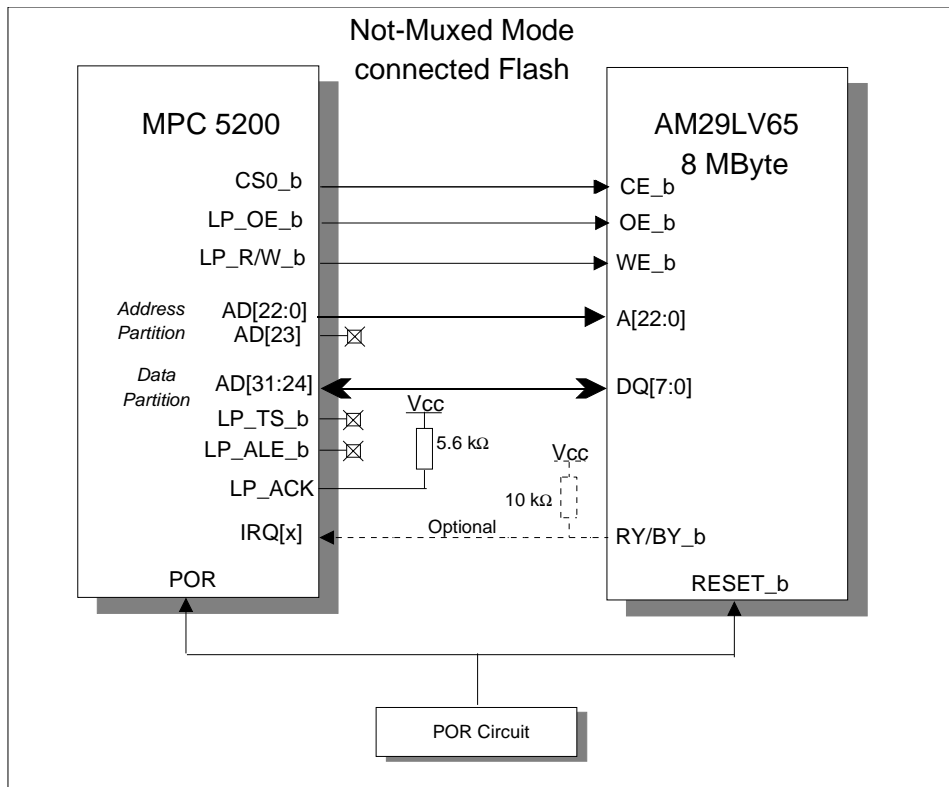 Not-Muxed Mode
connected Flash
MPC 5200
AM29LV65
8 MByte
CS0_b
CE_b
LP_OE_b
OE_b
LP_R/W_b
WE_b
Address
Partition
AD[22:0]
A[22:0]
AD[23]
Data
Partition
AD[31:24]
DQ[7:0]
LP_TS_b
Vcc
5.6 kΩ
LP_ALE_b
Vcc
10 kΩ
LP_ACK
IRQ[x]
Optional
RY/BY_b
POR
RESET_b
POR Circuit